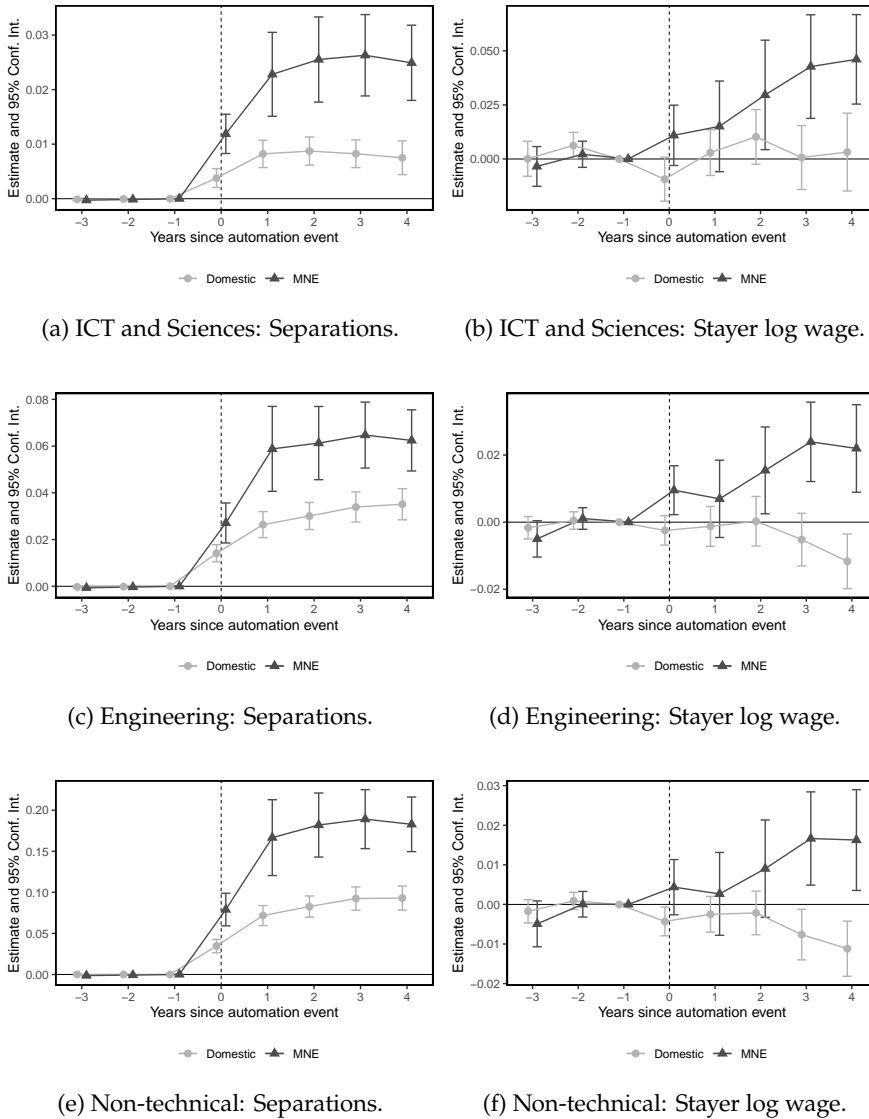 Estimate and 95% Conf. Int.
0.03
0.02
0.01
0.00
−3 −2 −1 0 1 2 3 4
Years since automation event
Domestic MNE
(a) ICT and Sciences: Separations.
Estimate and 95% Conf. Int.
0.050
0.025
0.000
−3 −2 −1 0 1 2 3 4
Years since automation event
Domestic MNE
(b) ICT and Sciences: Stayer log wage.
Estimate and 95% Conf. Int.
0.08
0.06
0.04
0.02
0.00
−3 −2 −1 0 1 2 3 4
Years since automation event
Domestic MNE
(c) Engineering: Separations.
Estimate and 95% Conf. Int.
0.02
0.00
−0.02
−3 −2 −1 0 1 2 3 4
Years since automation event
Domestic MNE
(d) Engineering: Stayer log wage.
Estimate and 95% Conf. Int.
0.20
0.15
0.10
0.05
0.00
−3 −2 −1 0 1 2 3 4
Years since automation event
Domestic MNE
(e) Non-technical: Separations.
Estimate and 95% Conf. Int.
0.03
0.02
0.01
0.00
−0.01
−0.02
−3 −2 −1 0 1 2 3 4
Years since automation event
Domestic MNE
(f) Non-technical: Stayer log wage.